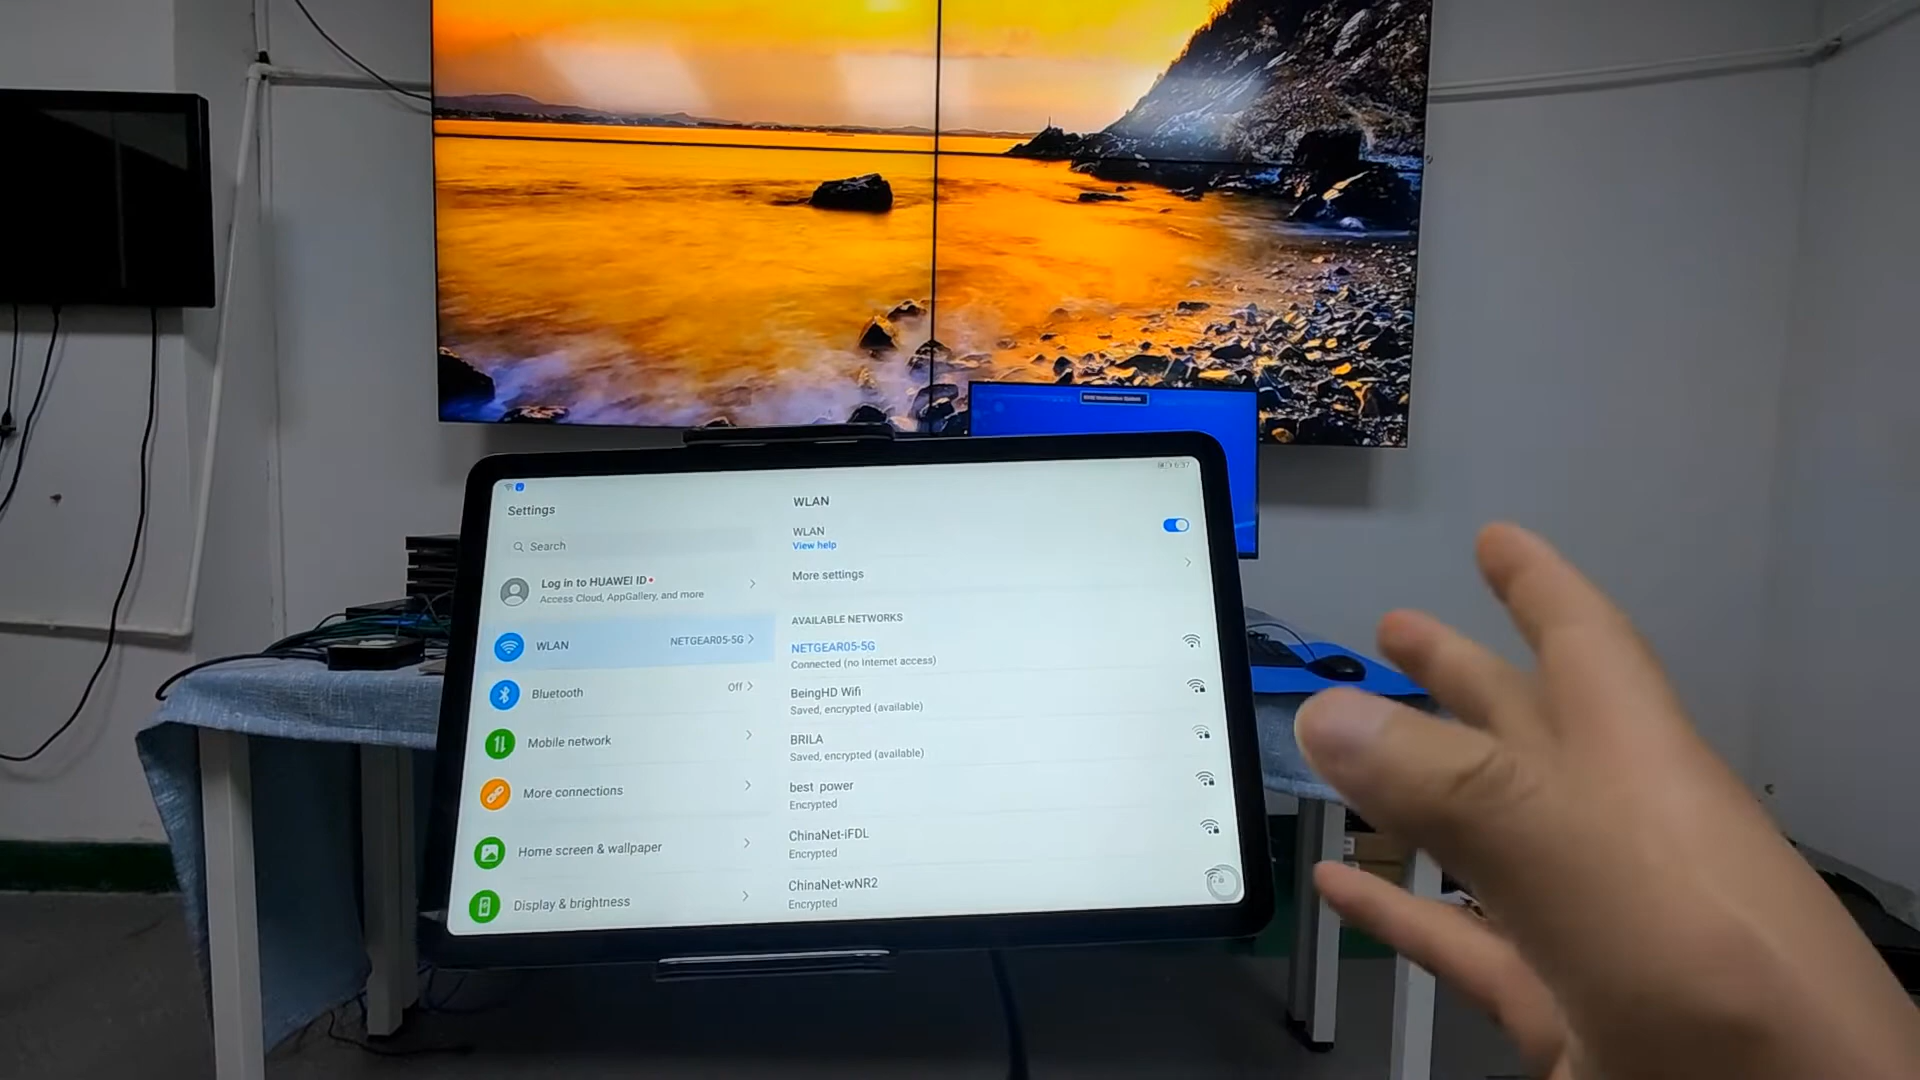 6:37
Settings
Search
Log in to HUAWEI ID
Access Cloud, AppGallery, and more
WLAN
NETGEAR05-5G
Bluetooth
Off
Mobile network
More connections
Home screen & wallpaper
Display & brightness
WLAN
WLAN
View help
More settings
AVAILABLE NETWORKS
NETGEAR05-5G
Connected (no Internet access)
BeingHD Wifi
Saved, encrypted (available)
BRILA
Saved, encrypted (available)
best power
Encrypted
ChinaNet-iFDL
Encrypted
ChinaNet-wNR2
Encrypted